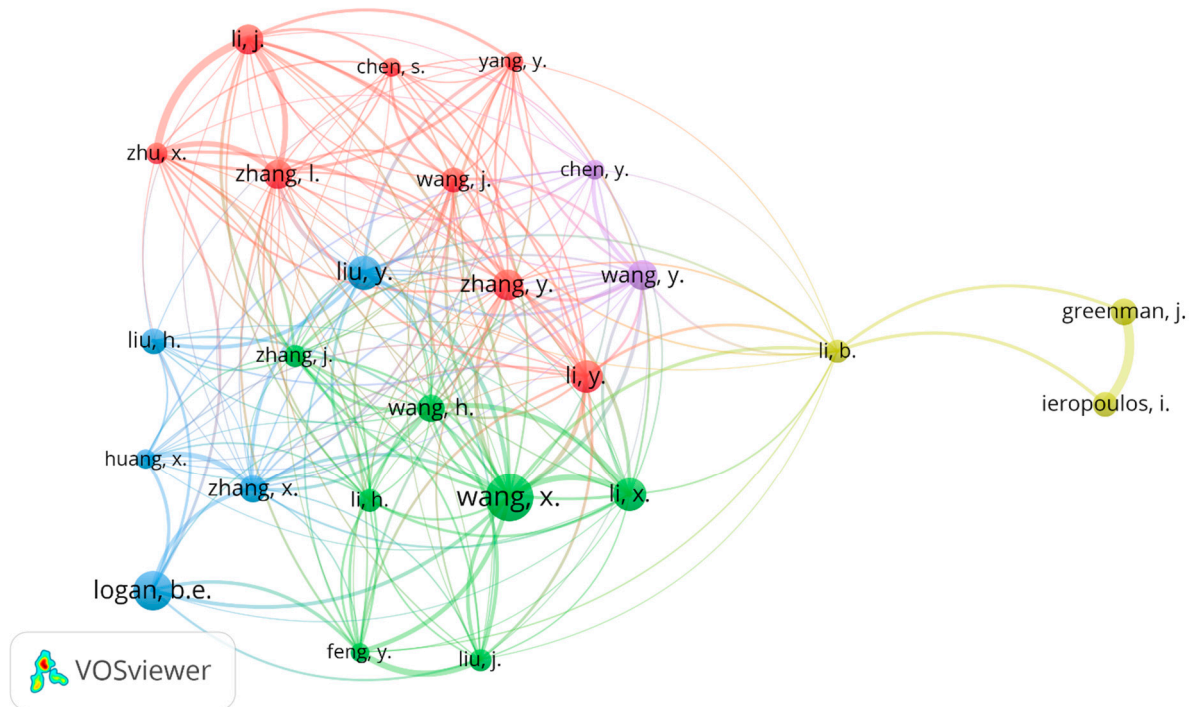 li, j.
chen, s.
yang, y.
zhu, x.
zhang, l.
wang, j.
chen, y.
liu, y.
zhang, y.
wang, y.
greenman, j.
liu, h.
zhang, j.
li, b.
li, y.
wang, h.
ieropoulos, i.
huang, x.
zhang, x.
li, h.
wang, x.
li, x.
logan, b.e.
feng, y.
liu, j.
VOSviewer